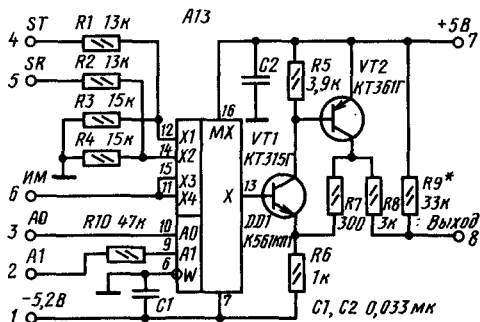 ST R1 13к А13
4
SR R2 13к
5
R3 15к
R4 15к
ИМ
6
A0
3
A1 R10 47к
2
-5,2В
1
C1
12 14 15 11 10 9 6
X1
X2
X3
X4
A0
A1
W
16
MX
X
13
7
DD1
К561КП1
VT1
КТ315Г
C2
R5
3,9к
VT2
КТ361Г
+5В
7
R7
300
R8
3к
R9*
33к
Выход
8
R6
1к
C1, C2 0,033 мк